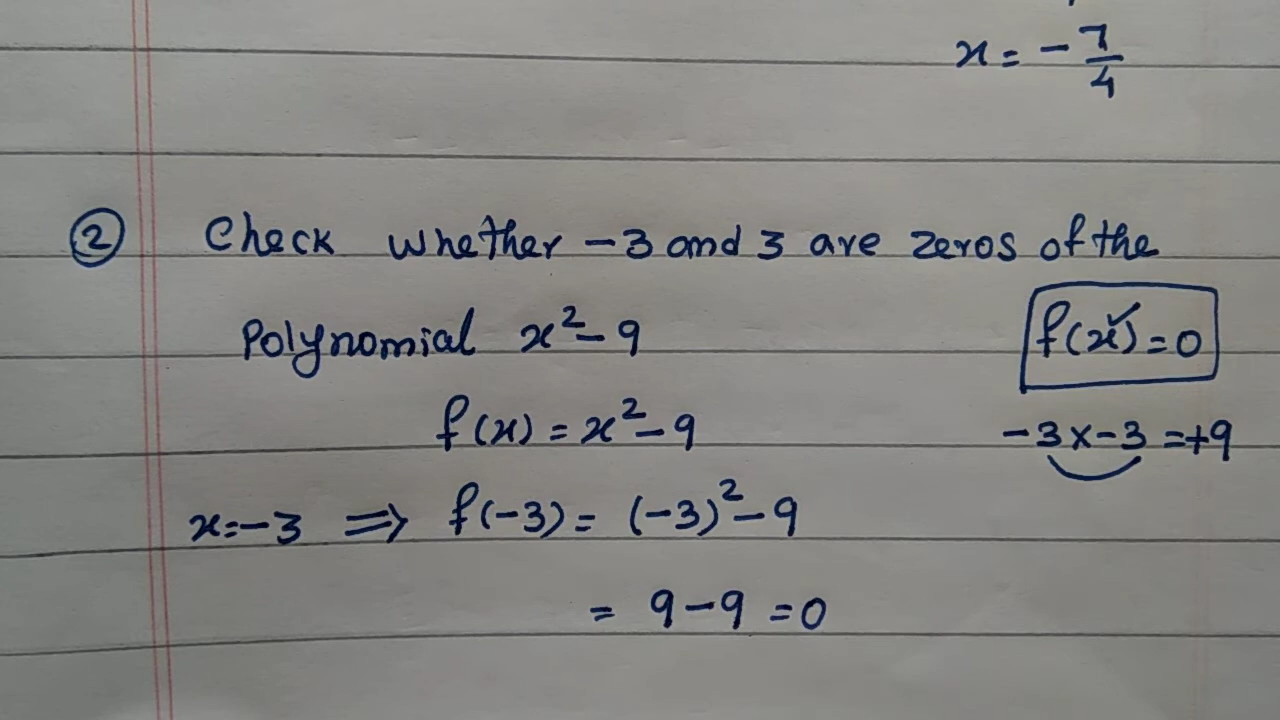 x = -7/4
② Check whether -3 and 3 are zeros of the
Polynomial x²-9
f(x) = 0
f(x) = x²-9
-3 x -3 = +9
x = -3 ⇒ f(-3) = (-3)²-9
= 9-9 = 0